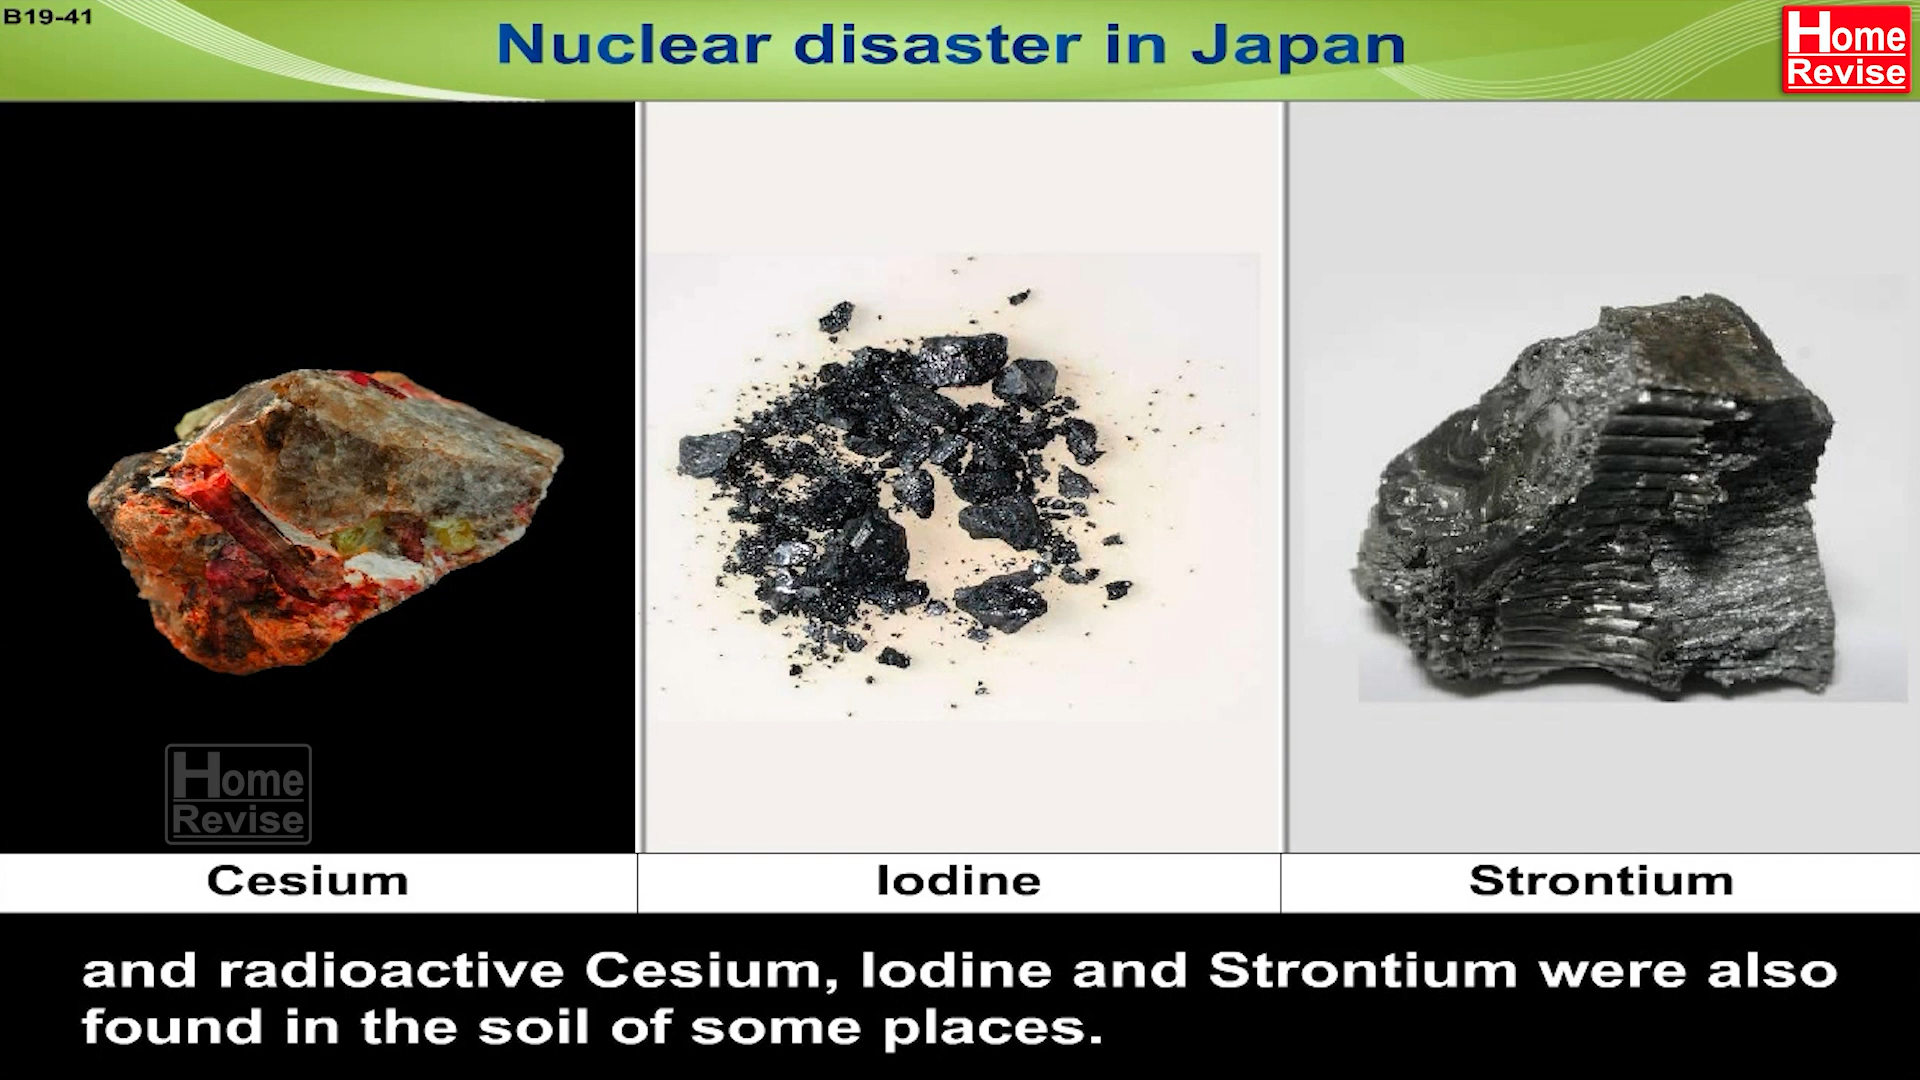 B19-41
Nuclear disaster in Japan
Home
Revise
Home
Revise
Cesium
Iodine
Strontium
and radioactive Cesium, Iodine and Strontium were also
found in the soil of some places.